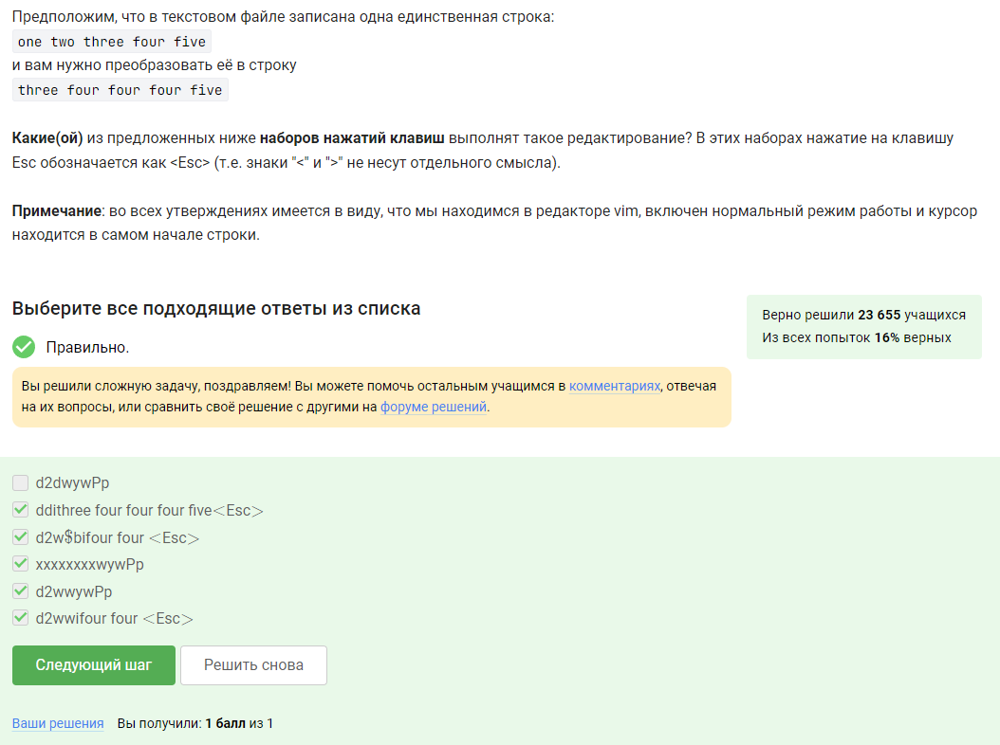 Предположим, что в текстовом файле записана одна единственная строка:
one two three four five
и вам нужно преобразовать её в строку
three four four four five
Какие(ой) из предложенных ниже наборов нажатий клавиш выполнят такое редактирование? В этих наборах нажатие на клавишу
Esc обозначается как <Esc> (т.е. знаки "<" и ">" не несут отдельного смысла).
Примечание: во всех утверждениях имеется в виду, что мы находимся в редакторе vim, включен нормальный режим работы и курсор
находится в самом начале строки.
Выберите все подходящие ответы из списка
Верно решили 23 655 учащихся
Из всех попыток 16% верных
Правильно.
Вы решили сложную задачу, поздравляем! Вы можете помочь остальным учащимся в комментариях, отвечая
на их вопросы, или сравнить своё решение с другими на форуме решений.
d2dwywPp
ddithree four four four five<Esc>
d2w$bifour four <Esc>
xxxxxxxxwywPp
d2wwywPp
d2wwifour four <Esc>
Следующий шаг
Решить снова
Ваши решения Вы получили: 1 балл из 1